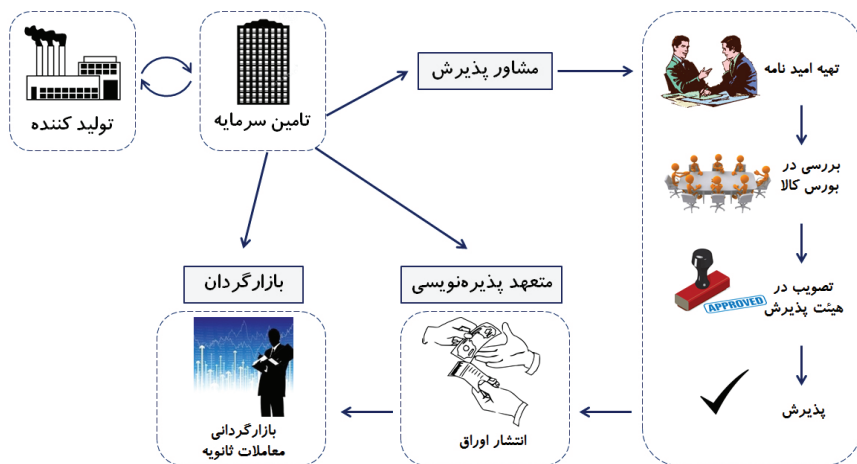 تولید کننده
تامین سرمایه
مشاور پذیرش
تهیه امید نامه
بررسی در
بورس کالا
تصویب در
هیئت پذیرش
APPROVED
پذیرش
متعهد پذیره‌نویسی
انتشار اوراق
بازارگردان
بازارگردانی
معاملات ثانویه